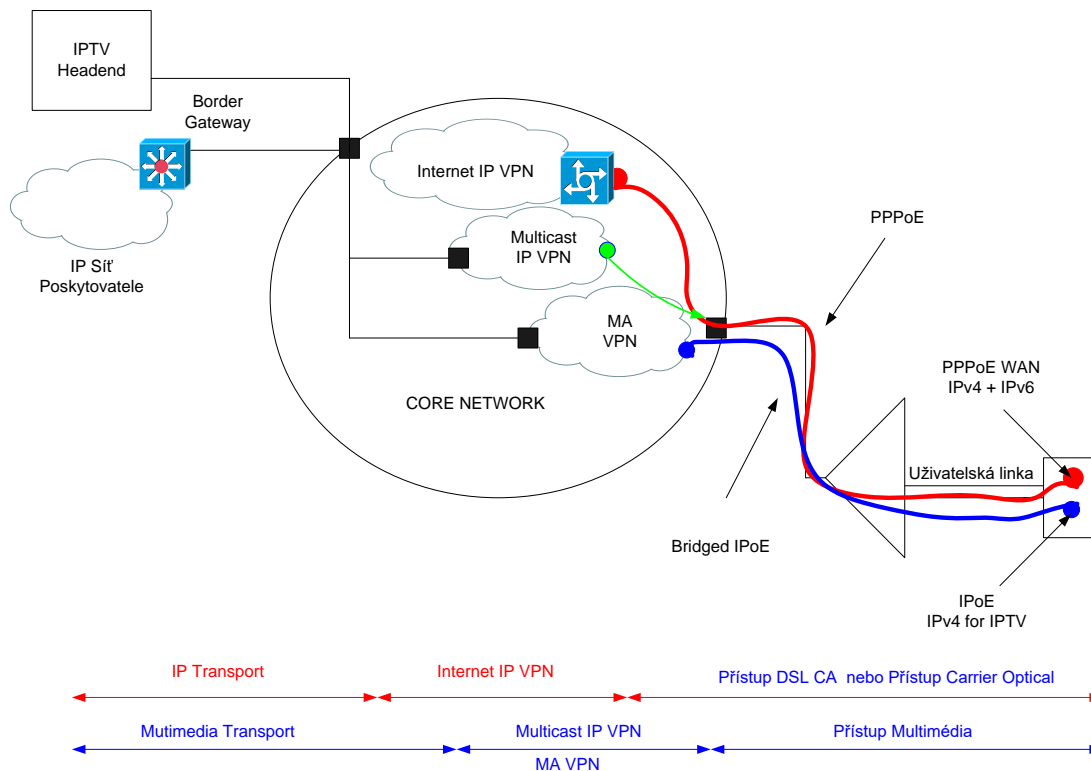 IPTV
Headend
Border
Gateway
IP Síť
Poskytovatele
Internet IP VPN
Multicast
IP VPN
MA
VPN
CORE NETWORK
PPPoE
PPPoE WAN
IPv4 + IPv6
Uživatelská linka
Bridged IPoE
IPoE
IPv4 for IPTV
IP Transport
Internet IP VPN
Přístup DSL CA nebo Přístup Carrier Optical
Mutimedia Transport
Multicast IP VPN
Přístup Multimédia
MA VPN